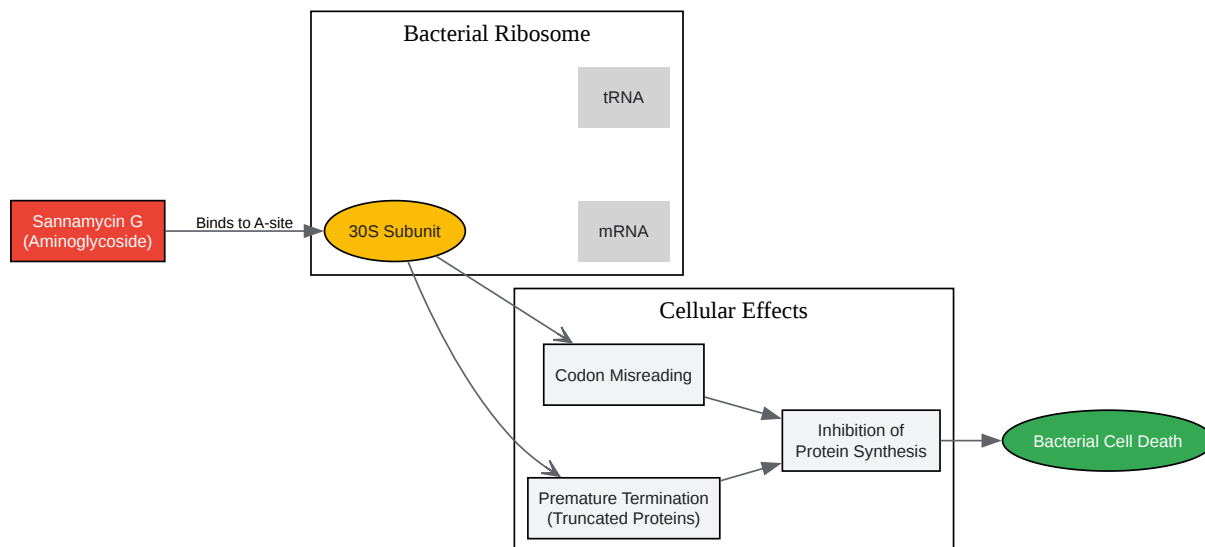 Bacterial Ribosome
tRNA
Sannamycin G
(Aminoglycoside)
Binds to A-site
30S Subunit
mRNA
Cellular Effects
Codon Misreading
Inhibition of
Protein Synthesis
Bacterial Cell Death
Premature Termination
(Truncated Proteins)